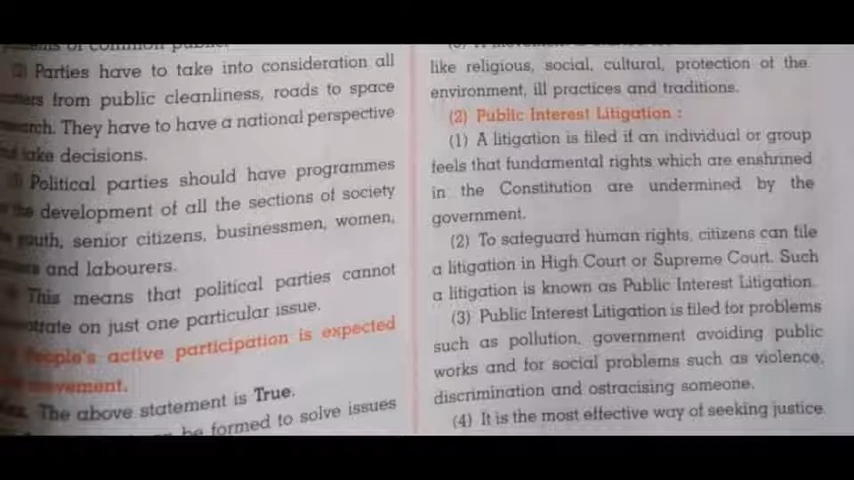 of common
(2) Parties have to take into consideration all
from public cleanliness, roads to space
They have to have a national perspective
take decisions.
Political parties should have programmes
the development of all the sections of society
youth, senior citizens, businessmen, women,
and labourers.
This means that political parties cannot
on just one particular issue.
People's active participation is expected
movement.
Ans. The above statement is True.
be formed to solve issues
like religious, social, cultural, protection of the
environment, ill practices and traditions.
(2) Public Interest Litigation :
(1) A litigation is filed if an individual or group
feels that fundamental rights which are enshrined
in the Constitution are undermined by the
government.
(2) To safeguard human rights, citizens can file
a litigation in High Court or Supreme Court. Such
a litigation is known as Public Interest Litigation.
(3) Public Interest Litigation is filed for problems
such as pollution, government avoiding public
works and for social problems such as violence,
discrimination and ostracising someone.
(4) It is the most effective way of seeking justice